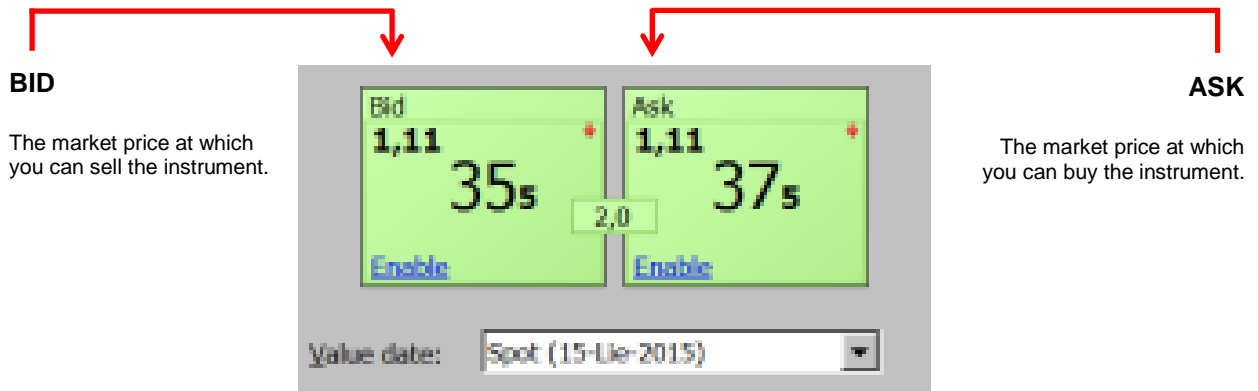 BID
The market price at which
you can sell the instrument.
ASK
The market price at which
you can buy the instrument.
Bid
1,11
355
Enable
2,0
Ask
1,11
375
Enable
Value date: Spot (15-Lie-2015)